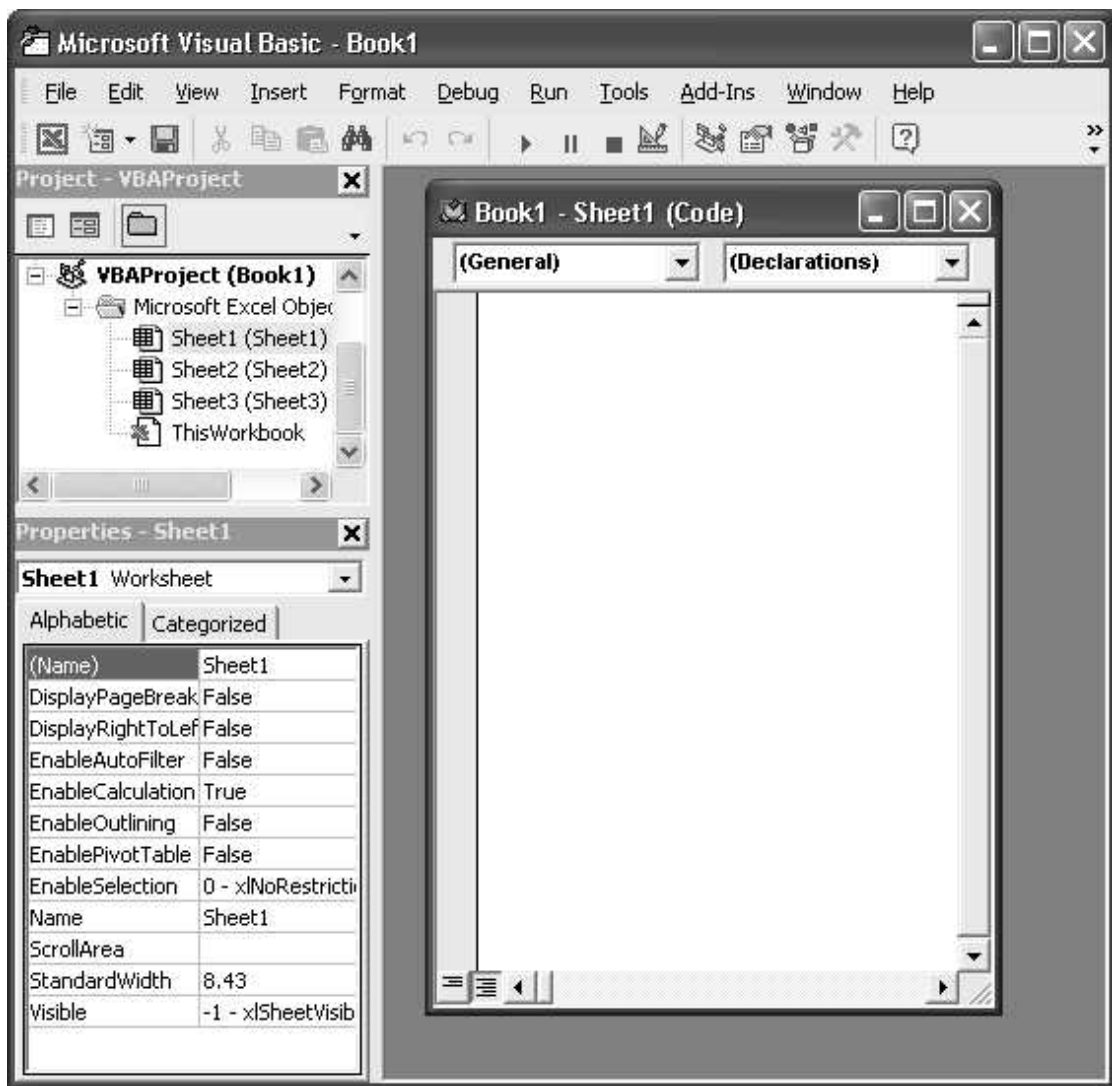 Microsoft Visual Basic - Book1
File Edit View Insert Format Debug Run Tools Add-Ins Window Help
Project - VBAProject
VBAProject (Book1)
Microsoft Excel Objec
Sheet1 (Sheet1)
Sheet2 (Sheet2)
Sheet3 (Sheet3)
ThisWorkbook
Properties - Sheet1
Sheet1 Worksheet
Alphabetic Categorized
(Name) Sheet1
DisplayPageBreak False
DisplayRightToLef False
EnableAutoFilter False
EnableCalculation True
EnableOutlining False
EnablePivotTable False
EnableSelection 0 - xlNoRestrictio
Name Sheet1
ScrollArea
StandardWidth 8.43
Visible -1 - xlSheetVisib
Book1 - Sheet1 (Code)
(General) (Declarations)